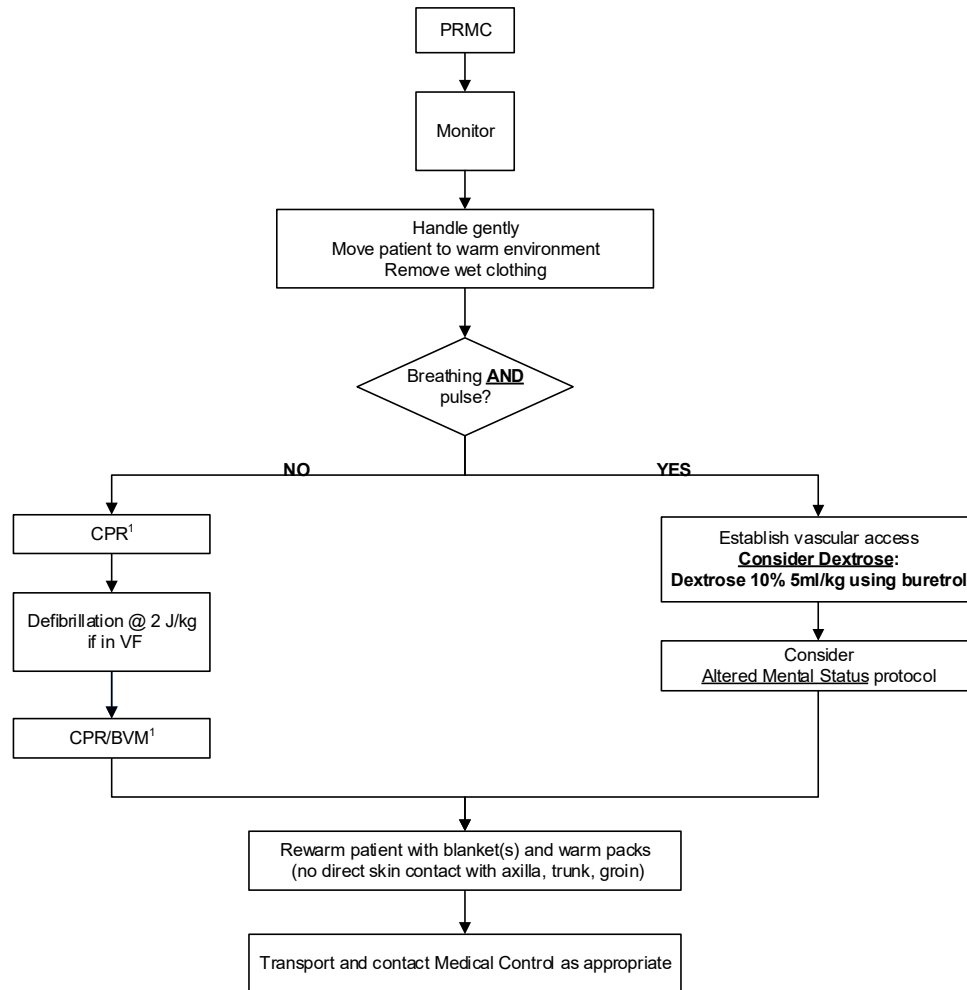 PRMC
Monitor
Handle gently
Move patient to warm environment
Remove wet clothing
Breathing AND
pulse?
NO
YES
CPR1
Defibrillation @ 2 J/kg
if in VF
CPR/BVM1
Establish vascular access
Consider Dextrose:
Dextrose 10% 5ml/kg using buretrol
Consider
Altered Mental Status protocol
Rewarm patient with blanket(s) and warm packs
(no direct skin contact with axilla, trunk, groin)
Transport and contact Medical Control as appropriate